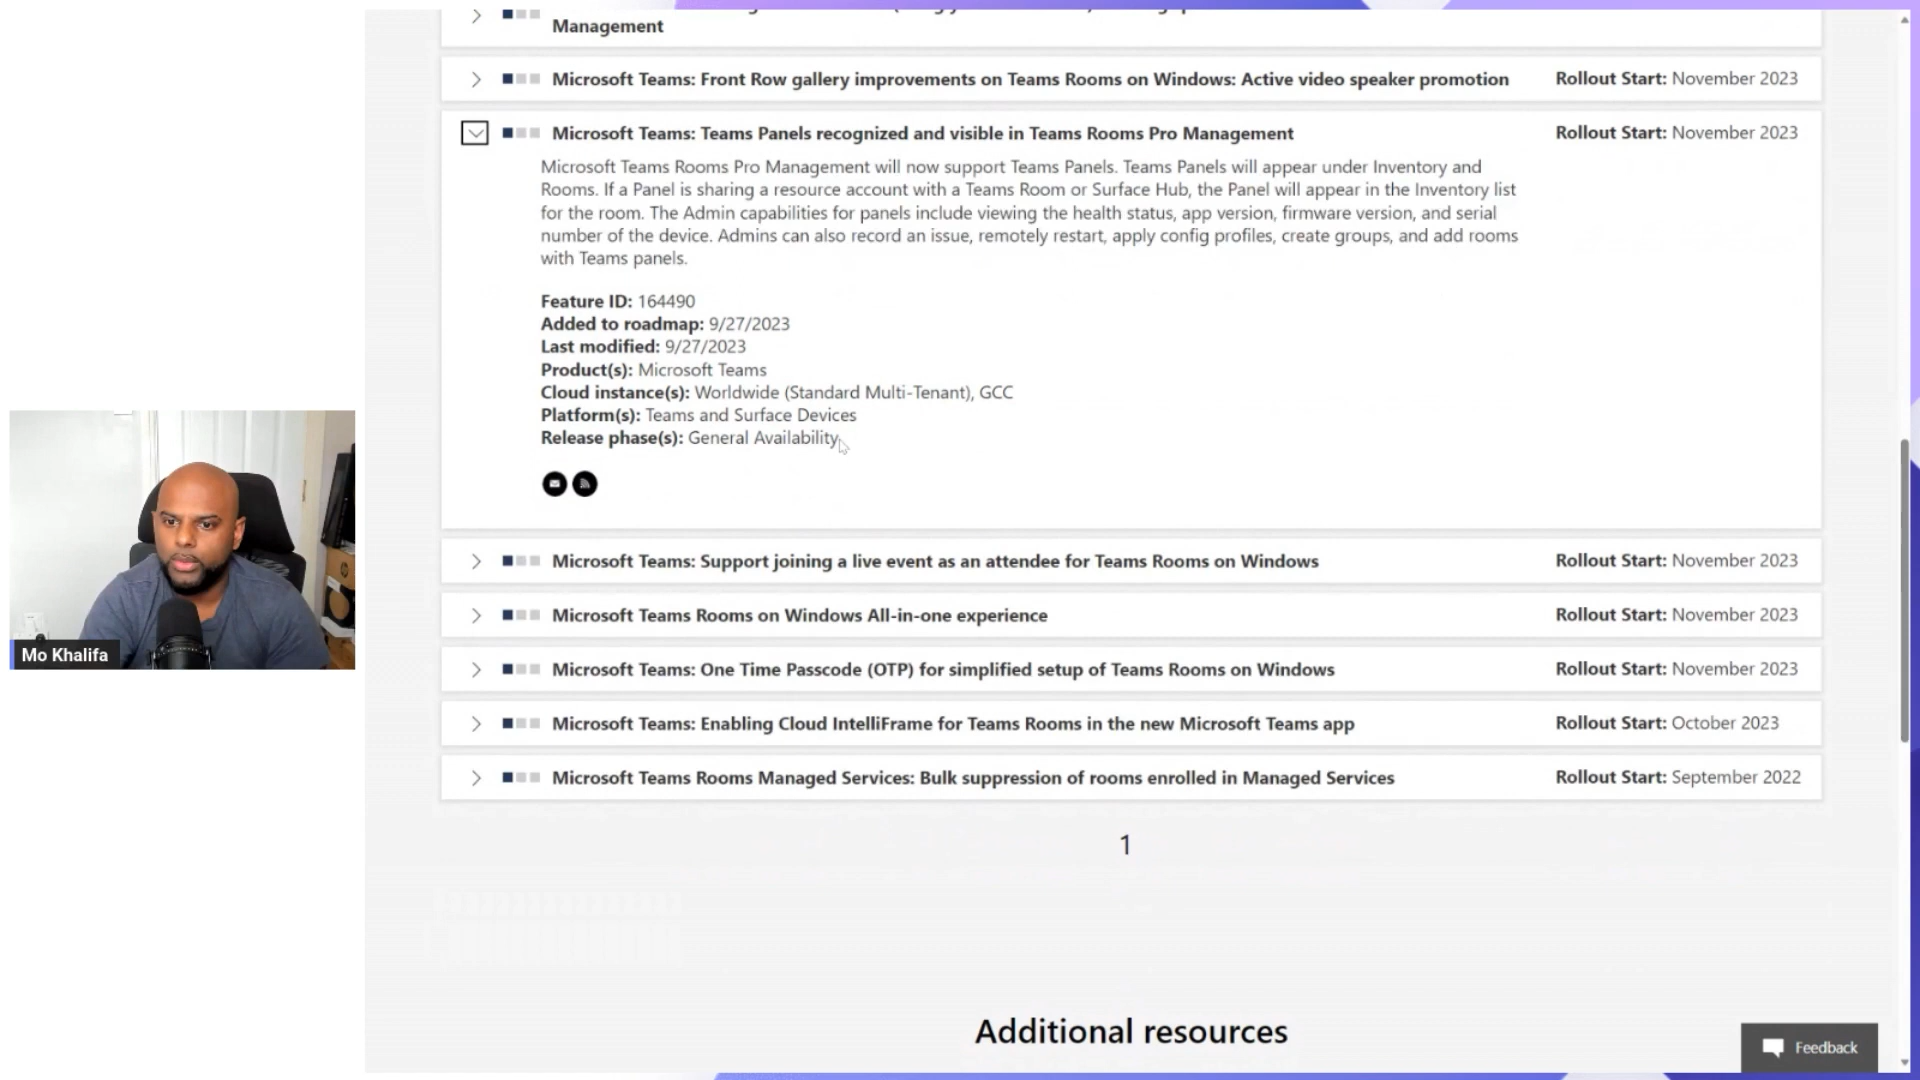 Management
Microsoft Teams: Front Row gallery improvements on Teams Rooms on Windows: Active video speaker promotion
Rollout Start: November 2023
Microsoft Teams: Teams Panels recognized and visible in Teams Rooms Pro Management
Rollout Start: November 2023
Microsoft Teams Rooms Pro Management will now support Teams Panels. Teams Panels will appear under Inventory and
Rooms. If a Panel is sharing a resource account with a Teams Room or Surface Hub, the Panel will appear in the Inventory list
for the room. The Admin capabilities for panels include viewing the health status, app version, firmware version, and serial
number of the device. Admins can also record an issue, remotely restart, apply config profiles, create groups, and add rooms
with Teams panels.
Feature ID: 164490
Added to roadmap: 9/27/2023
Last modified: 9/27/2023
Product(s): Microsoft Teams
Cloud instance(s): Worldwide (Standard Multi-Tenant), GCC
Platform(s): Teams and Surface Devices
Release phase(s): General Availability
Microsoft Teams: Support joining a live event as an attendee for Teams Rooms on Windows
Rollout Start: November 2023
Microsoft Teams Rooms on Windows All-in-one experience
Rollout Start: November 2023
Mo Khalifa
Microsoft Teams: One Time Passcode (OTP) for simplified setup of Teams Rooms on Windows
Rollout Start: November 2023
Microsoft Teams: Enabling Cloud IntelliFrame for Teams Rooms in the new Microsoft Teams app
Rollout Start: October 2023
Microsoft Teams Rooms Managed Services: Bulk suppression of rooms enrolled in Managed Services
Rollout Start: September 2022
1
Additional resources
Feedback